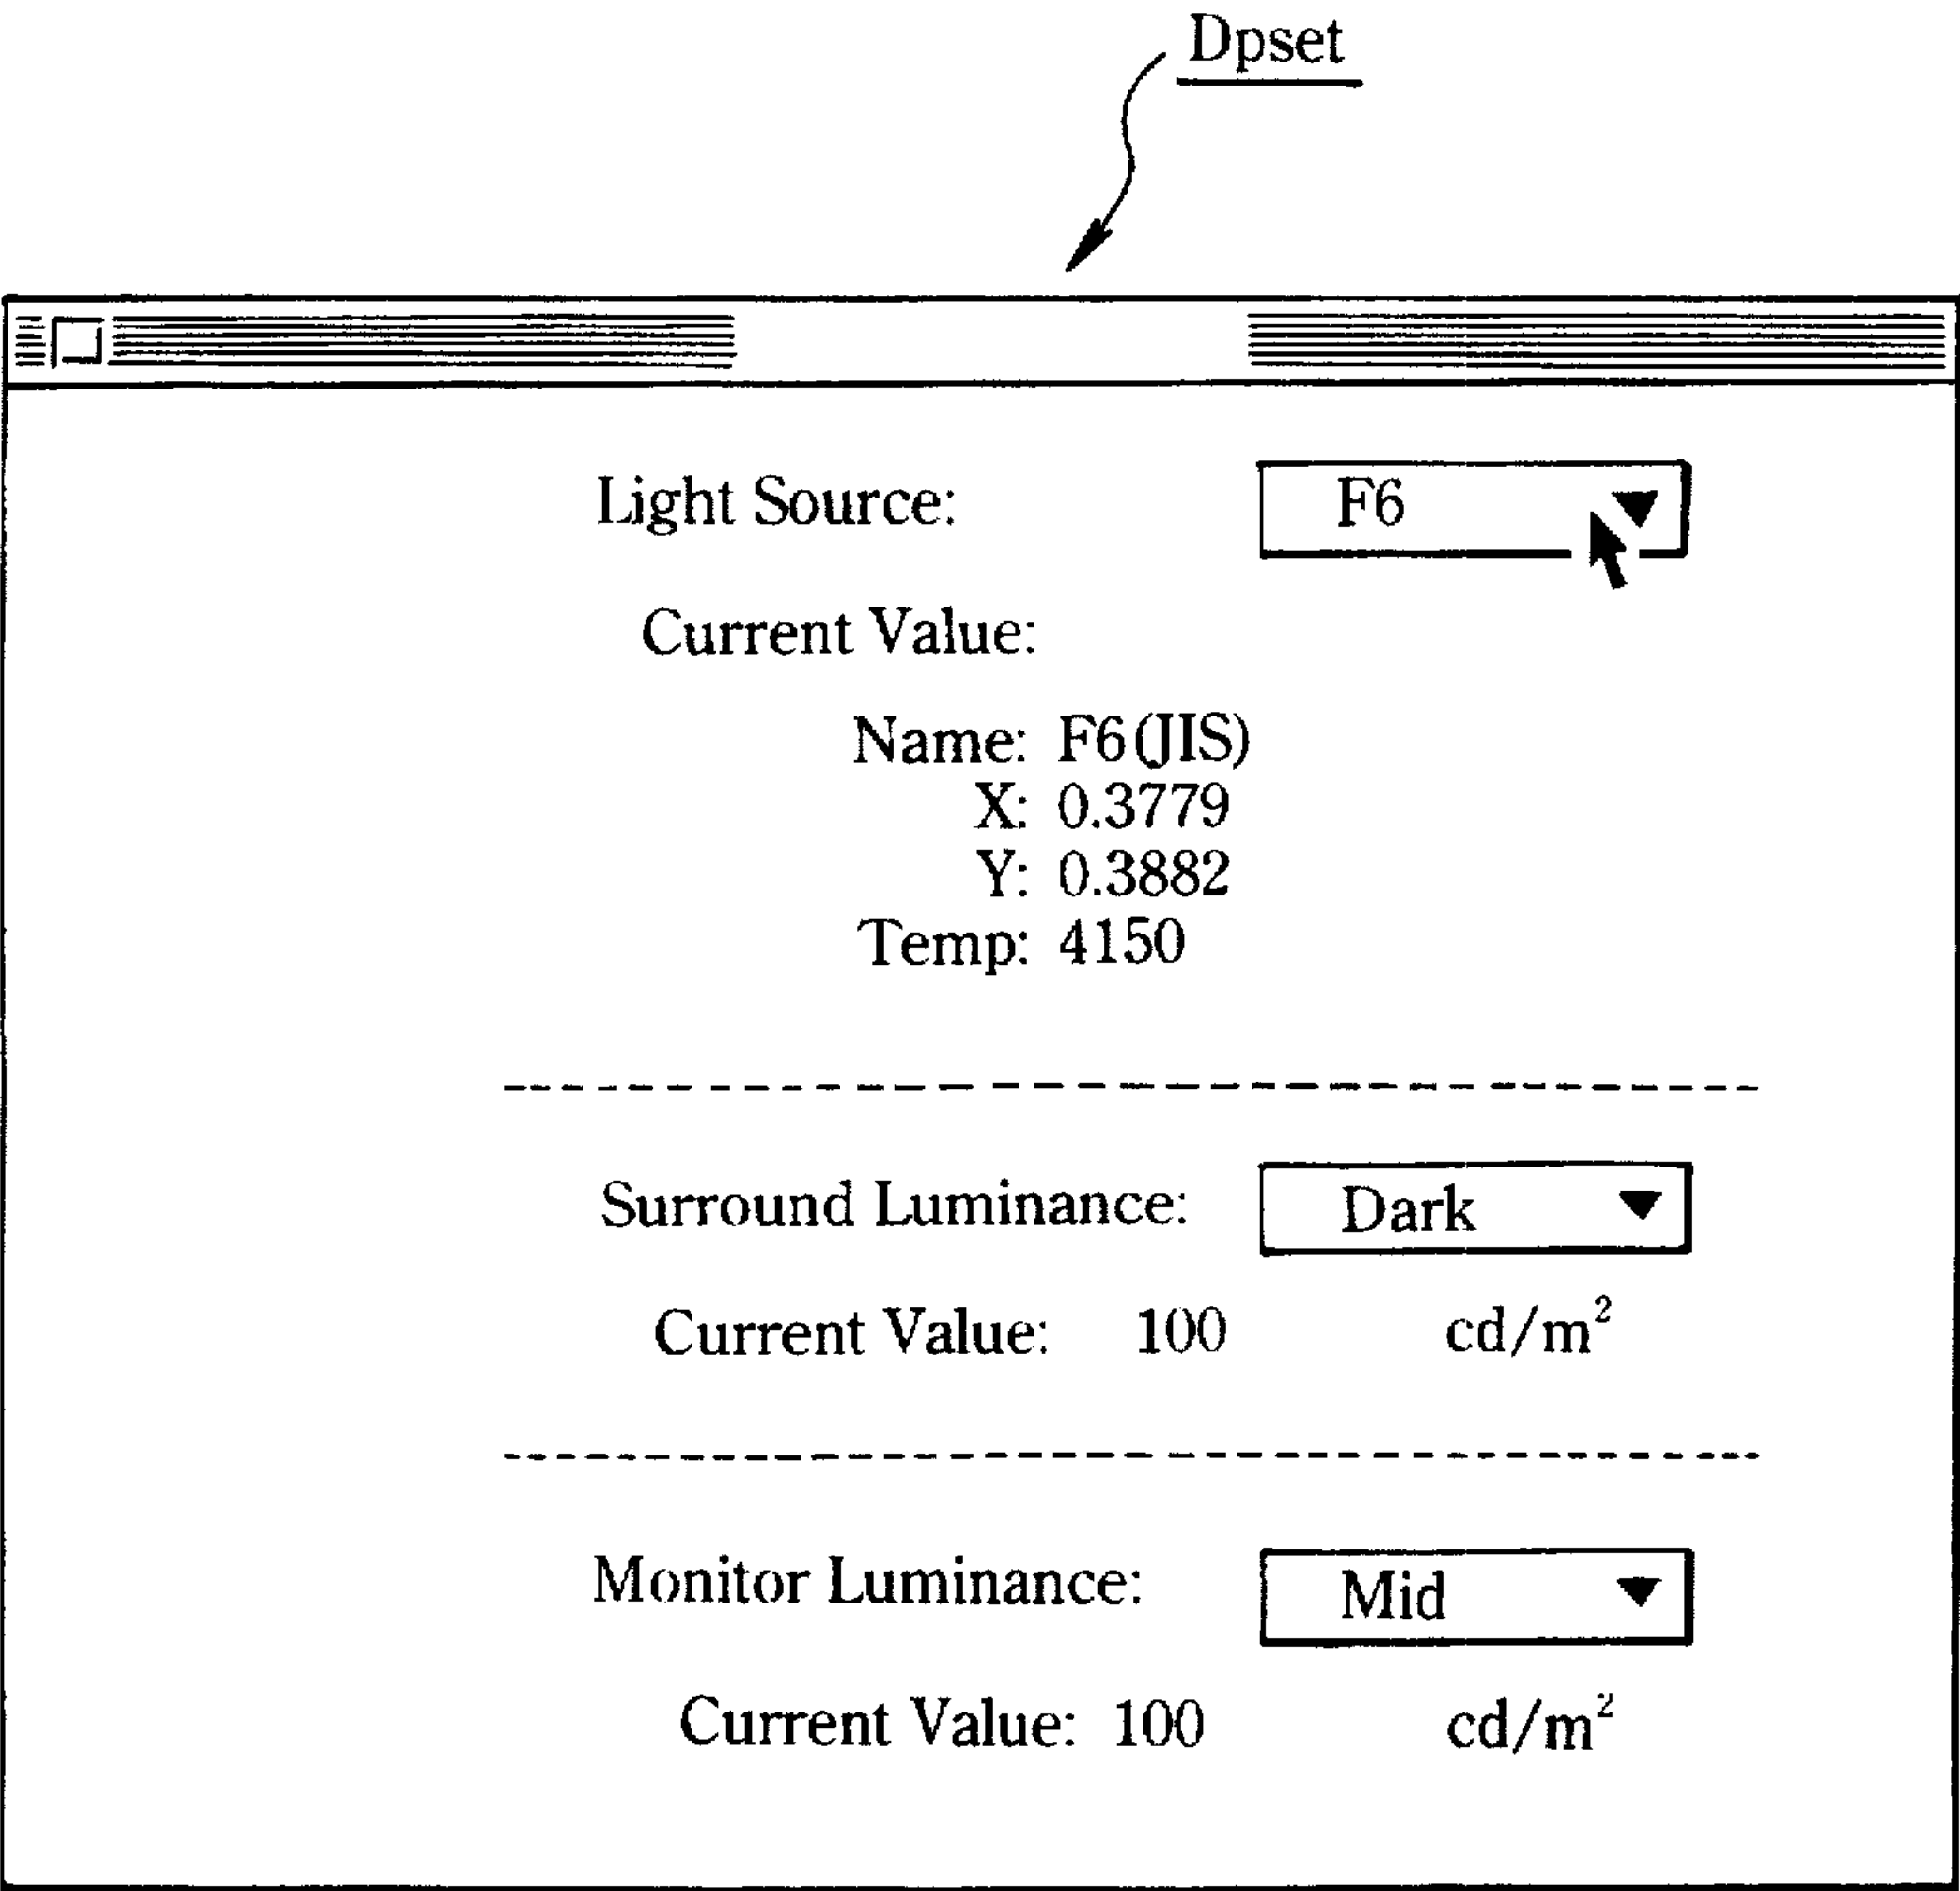 Dpset
Light Source: F6
Current Value:
Name: F6(JIS)
X: 0.3779
Y: 0.3882
Temp: 4150
Surround Luminance: Dark
Current Value: 100 cd/m²
Monitor Luminance: Mid
Current Value: 100 cd/m²